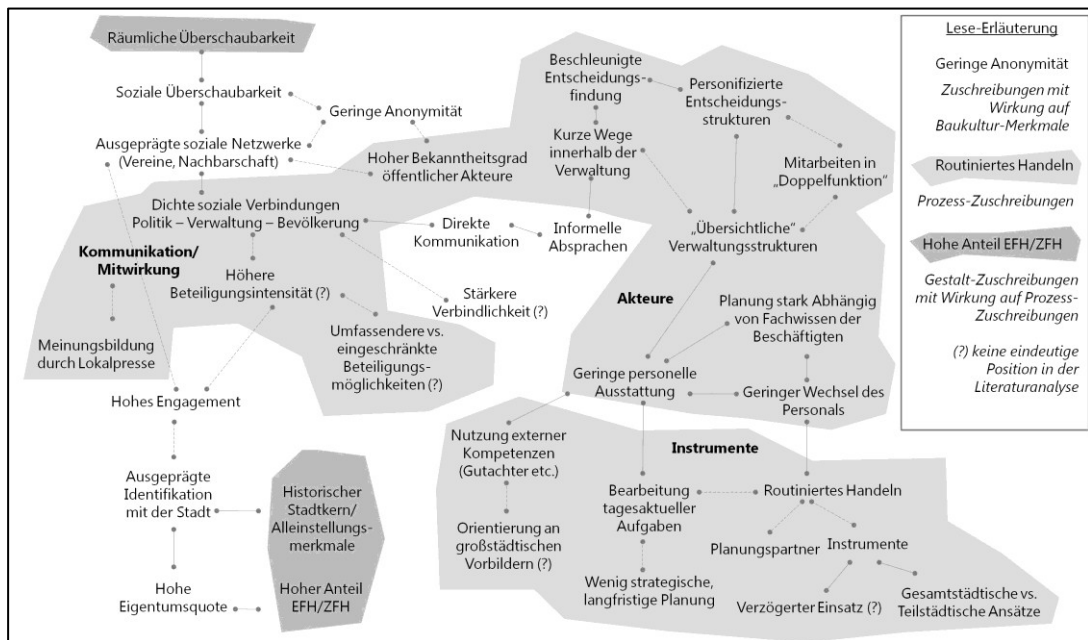 Räumliche Überschaubarkeit
Soziale Überschaubarkeit
Geringe Anonymität
Ausgeprägte soziale Netzwerke
(Vereine, Nachbarschaft)
Hoher Bekanntheitsgrad
öffentlicher Akteure
Dichte soziale Verbindungen
Politik – Verwaltung – Bevölkerung
Direkte
Kommunikation
Informelle
Absprachen
Kommunikation/
Mitwirkung
Höhere
Beteiligungsintensität (?)
Stärkere
Verbindlichkeit (?)
Meinungsbildung
durch Lokalpresse
Umfassendere vs.
eingeschränkte
Beteiligungs-
möglichkeiten (?)
Hohes Engagement
Ausgeprägte
Identifikation
mit der Stadt
Historischer
Stadtkern/
Alleinstellungs-
merkmale
Hohe
Eigentumsquote
Hoher Anteil
EFH/ZFH
Beschleunigte
Entscheidungs-
findung
Personifizierte
Entscheidungs-
strukturen
Kurze Wege
innerhalb der
Verwaltung
Mitarbeiten in
„Doppelfunktion"
„Übersichtliche"
Verwaltungsstrukturen
Akteure
Planung stark Abhängig
von Fachwissen der
Beschäftigten
Geringe personelle
Ausstattung
Geringer Wechsel des
Personals
Nutzung externer
Kompetenzen
(Gutachter etc.)
Instrumente
Orientierung an
großstädtischen
Vorbildern (?)
Bearbeitung
tagesaktueller
Aufgaben
Routiniertes Handeln
Planungspartner
Instrumente
Wenig strategische,
langfristige Planung
Verzögerter Einsatz (?)
Gesamtstädtische vs.
Teilstädtische Ansätze
Lese-Erläuterung
Geringe Anonymität
Zuschreibungen mit
Wirkung auf
Baukultur-Merkmale
Routiniertes Handeln
Prozess-Zuschreibungen
Hohe Anteil EFH/ZFH
Gestalt-Zuschreibungen
mit Wirkung auf Prozess-
Zuschreibungen
(?) keine eindeutige
Position in der
Literaturanalyse